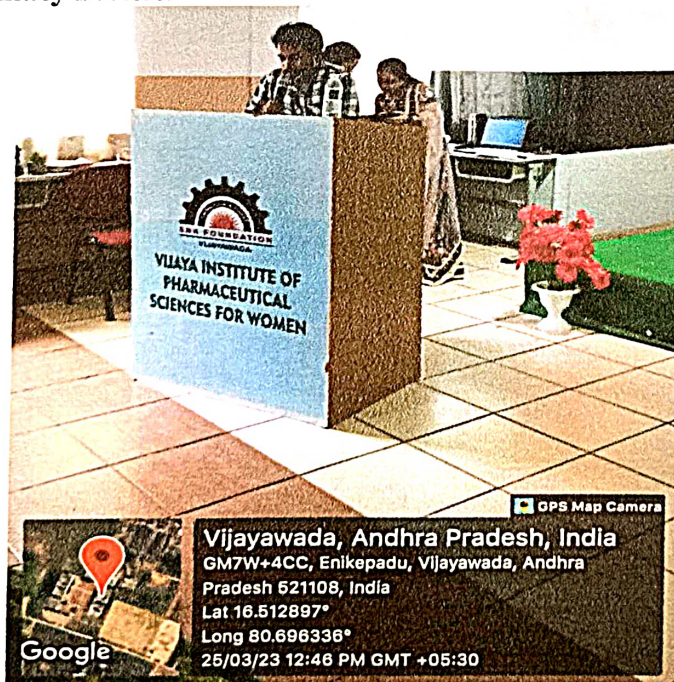 SRK FOUNDATION
VIJAYAWADA
VIJAYA INSTITUTE OF
PHARMACEUTICAL
SCIENCES FOR WOMEN
GPS Map Camera
Vijayawada, Andhra Pradesh, India
GM7W+4CC, Enikepadu, Vijayawada, Andhra
Pradesh 521108, India
Lat 16.512897°
Long 80.696336°
25/03/23 12:46 PM GMT +05:30
Google